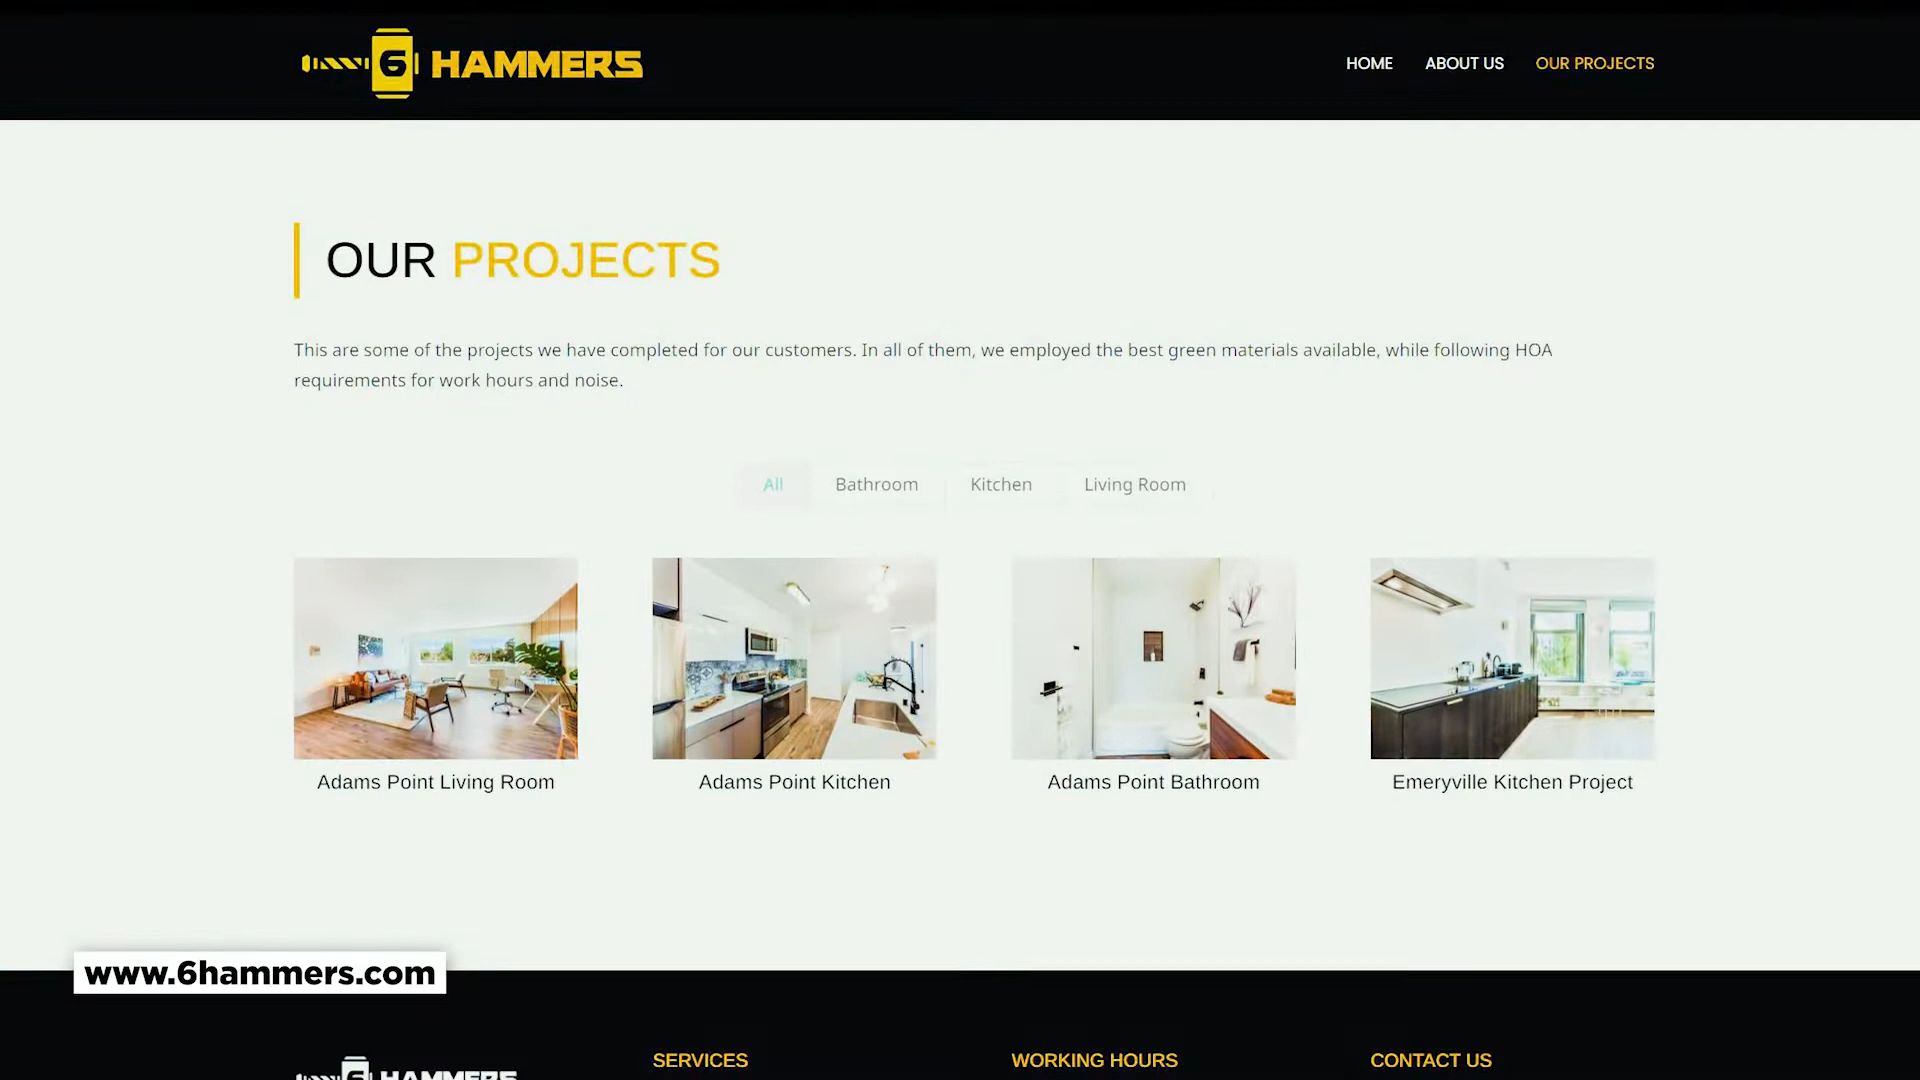 6 HAMMERS
HOME ABOUT US OUR PROJECTS
OUR PROJECTS
This are some of the projects we have completed for our customers. In all of them, we employed the best green materials available, while following HOA
requirements for work hours and noise.
All Bathroom Kitchen Living Room
Adams Point Living Room Adams Point Kitchen Adams Point Bathroom Emeryville Kitchen Project
www.6hammers.com
6 HAMMERS SERVICES WORKING HOURS CONTACT US